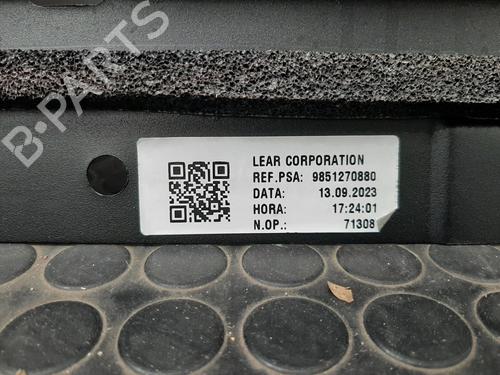 B-PARTS
LEAR CORPORATION
REF.PSA: 9851270880
DATA: 13.09.2023
HORA: 17:24:01
N.OP.: 71308